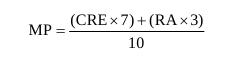 MP = (CRE × 7) + (RA × 3)
10